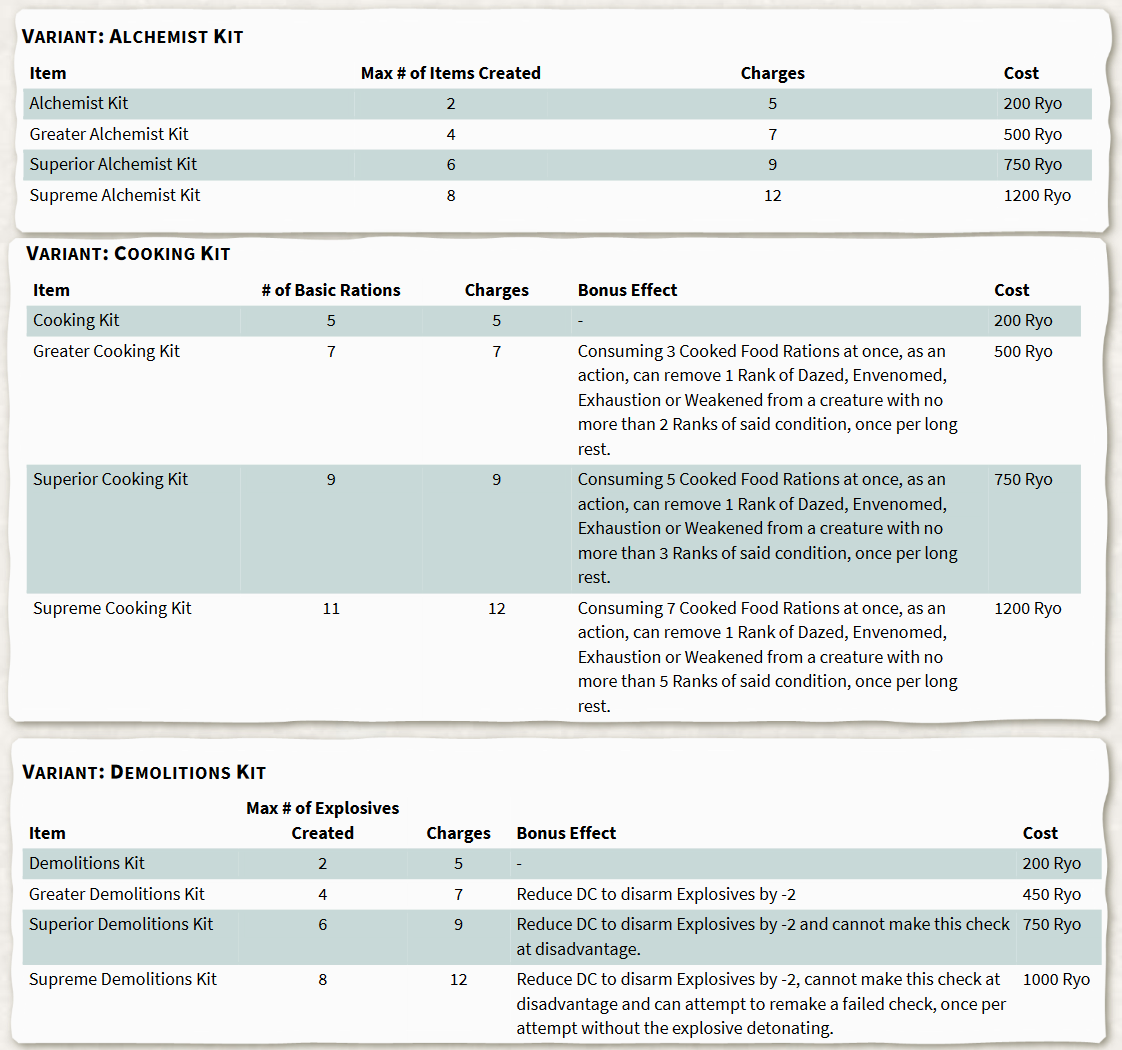 VARIANT: ALCHEMIST KIT
Item Max # of Items Created Charges Cost
Alchemist Kit 2 5 200 Ryo
Greater Alchemist Kit 4 7 500 Ryo
Superior Alchemist Kit 6 9 750 Ryo
Supreme Alchemist Kit 8 12 1200 Ryo
VARIANT: COOKING KIT
Item # of Basic Rations Charges Bonus Effect Cost
Cooking Kit 5 5 - 200 Ryo
Greater Cooking Kit 7 7 Consuming 3 Cooked Food Rations at once, as an 500 Ryo
action, can remove 1 Rank of Dazed, Envenomed,
Exhaustion or Weakened from a creature with no
more than 2 Ranks of said condition, once per long
rest.
Superior Cooking Kit 9 9 Consuming 5 Cooked Food Rations at once, as an 750 Ryo
action, can remove 1 Rank of Dazed, Envenomed,
Exhaustion or Weakened from a creature with no
more than 3 Ranks of said condition, once per long
rest.
Supreme Cooking Kit 11 12 Consuming 7 Cooked Food Rations at once, as an 1200 Ryo
action, can remove 1 Rank of Dazed, Envenomed,
Exhaustion or Weakened from a creature with no
more than 5 Ranks of said condition, once per long
rest.
VARIANT: DEMOLITIONS KIT
Max # of Explosives
Item Created Charges Bonus Effect Cost
Demolitions Kit 2 5 - 200 Ryo
Greater Demolitions Kit 4 7 Reduce DC to disarm Explosives by -2 450 Ryo
Superior Demolitions Kit 6 9 Reduce DC to disarm Explosives by -2 and cannot make this check 750 Ryo
at disadvantage.
Supreme Demolitions Kit 8 12 Reduce DC to disarm Explosives by -2, cannot make this check at 1000 Ryo
disadvantage and can attempt to remake a failed check, once per
attempt without the explosive detonating.